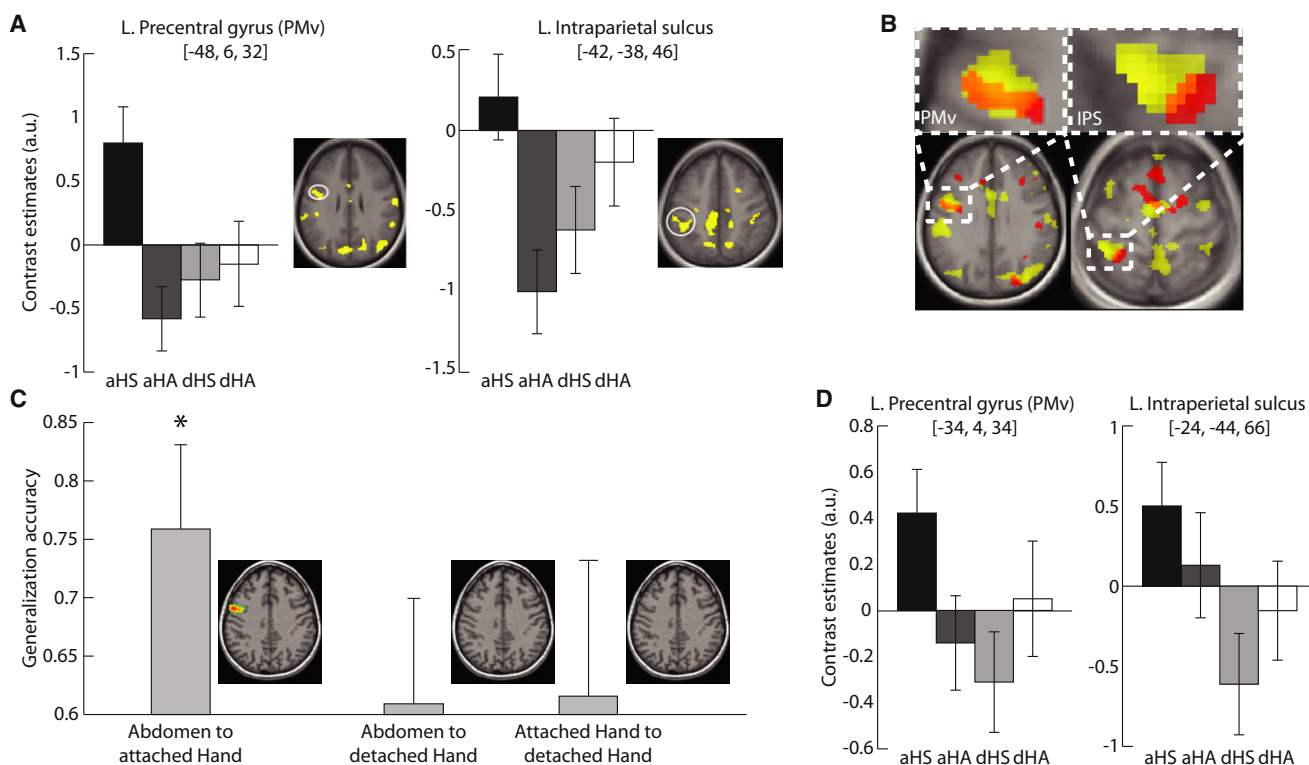 A
L. Precentral gyrus (PMv)
[-48, 6, 32]
Contrast estimates (a.u.)
1.5
1
0.5
0
-0.5
-1
aHS aHA dHS dHA
L. Intraparietal sulcus
[-42, -38, 46]
0.5
0
-0.5
-1
-1.5
aHS aHA dHS dHA
B
PMv
IPS
C
Generalization accuracy
0.85
0.8
0.75
0.7
0.65
0.6
*
Abdomen to
attached Hand
Abdomen to
detached Hand
Attached Hand to
detached Hand
D
L. Precentral gyrus (PMv)
[-34, 4, 34]
Contrast estimates (a.u.)
0.8
0.6
0.4
0.2
0
-0.2
-0.4
-0.6
aHS aHA dHS dHA
L. Intraperietal sulcus
[-24, -44, 66]
1
0.5
0
-0.5
-1
aHS aHA dHS dHA